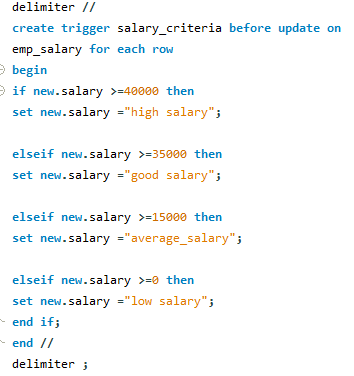 delimiter //
create trigger salary_criteria before update on
emp_salary for each row
begin
if new.salary >=40000 then
set new.salary ="high salary";
elseif new.salary >=35000 then
set new.salary ="good salary";
elseif new.salary >=15000 then
set new.salary ="average_salary";
elseif new.salary >=0 then
set new.salary ="low salary";
end if;
end //
delimiter ;